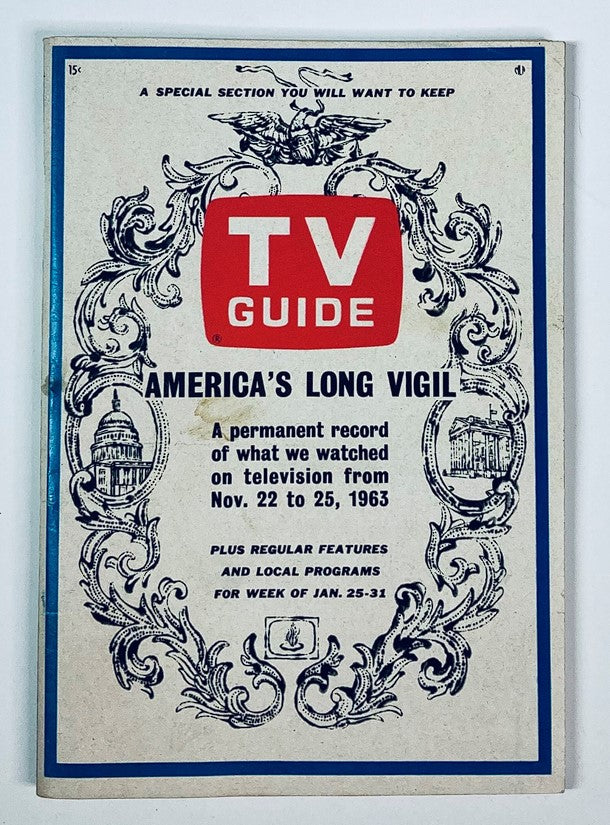 15¢
A SPECIAL SECTION YOU WILL WANT TO KEEP
TV
GUIDE
®
AMERICA'S LONG VIGIL
A permanent record
of what we watched
on television from
Nov. 22 to 25, 1963
PLUS REGULAR FEATURES
AND LOCAL PROGRAMS
FOR WEEK OF JAN. 25-31